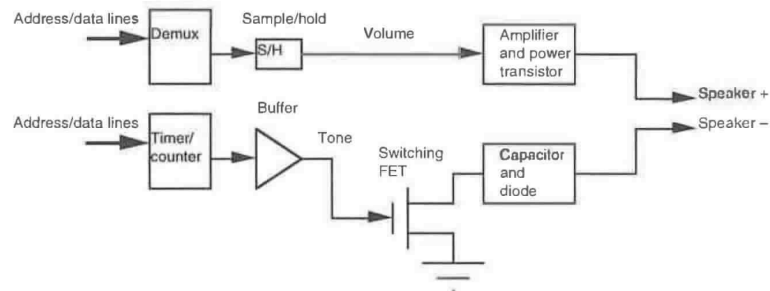 Address/data lines
Demux
Sample/hold
S/H
Volume
Amplifier
and power
transistor
Speaker +
Address/data lines
Timer/
counter
Buffer
Tone
Switching
FET
Capacitor
and
diode
Speaker –